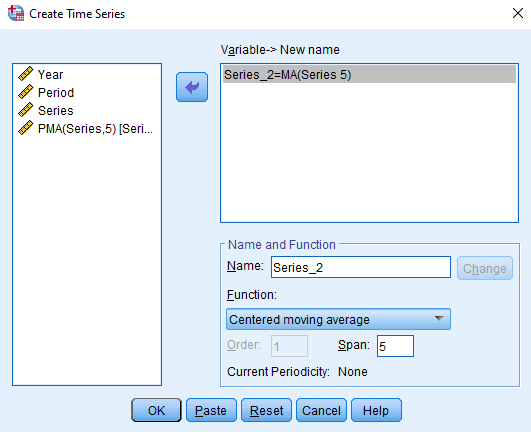 Create Time Series
Variable-> New name
Year
Period
Series
PMA(Series,5) [Seri...
Series_2=MA(Series 5)
Name and Function
Name:
Series_2
Change
Function:
Centered moving average
Order:
1
Span:
5
Current Periodicity: None
OK
Paste
Reset
Cancel
Help